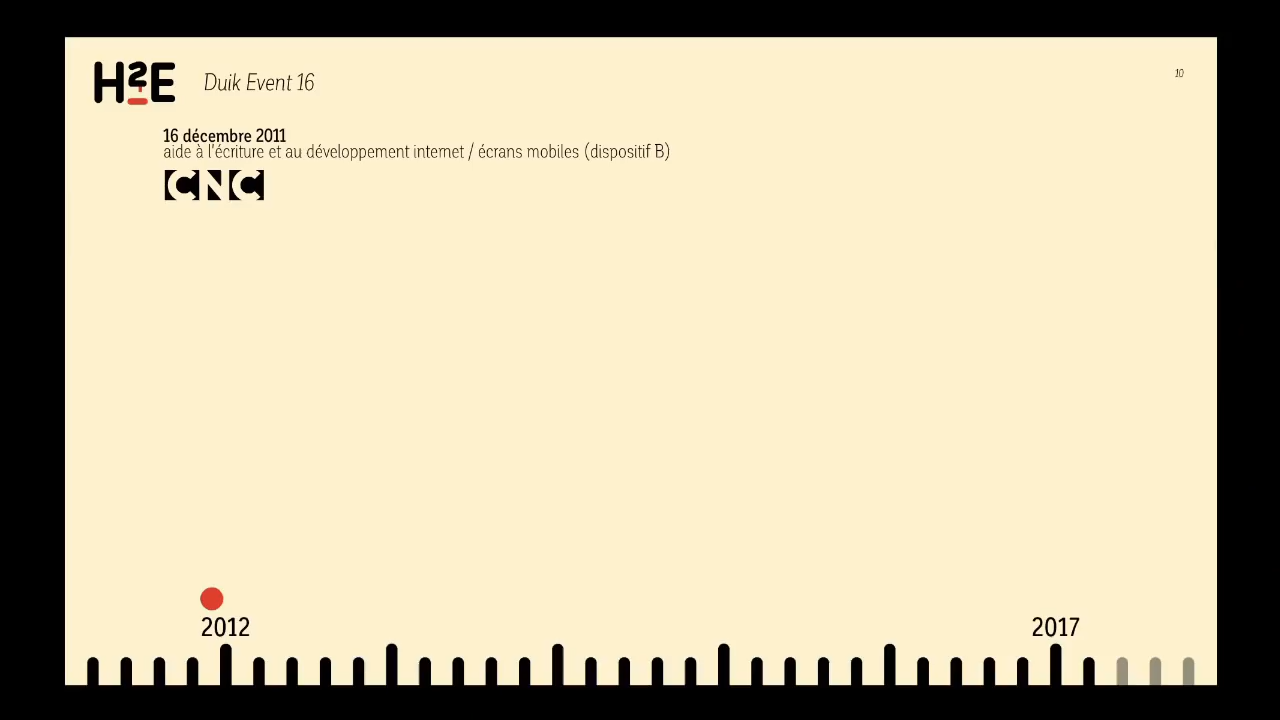 H2E
Duik Event 16
10
16 décembre 2011
aide à l'écriture et au développement internet / écrans mobiles (dispositif B)
CNC
2012
2017